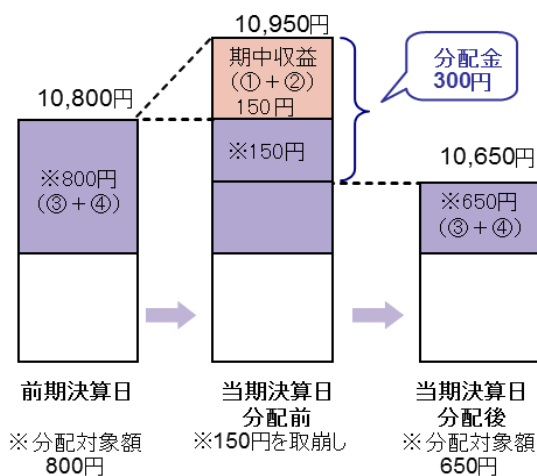 10,950円
期中収益
(①+②)
150円
分配金
300円
10,800円
※800円
(③+④)
※150円
10,650円
※650円
(③+④)
前期決算日
当期決算日
分配前
当期決算日
分配後
※分配対象額
800円
※150円を取崩し
※分配対象額
650円